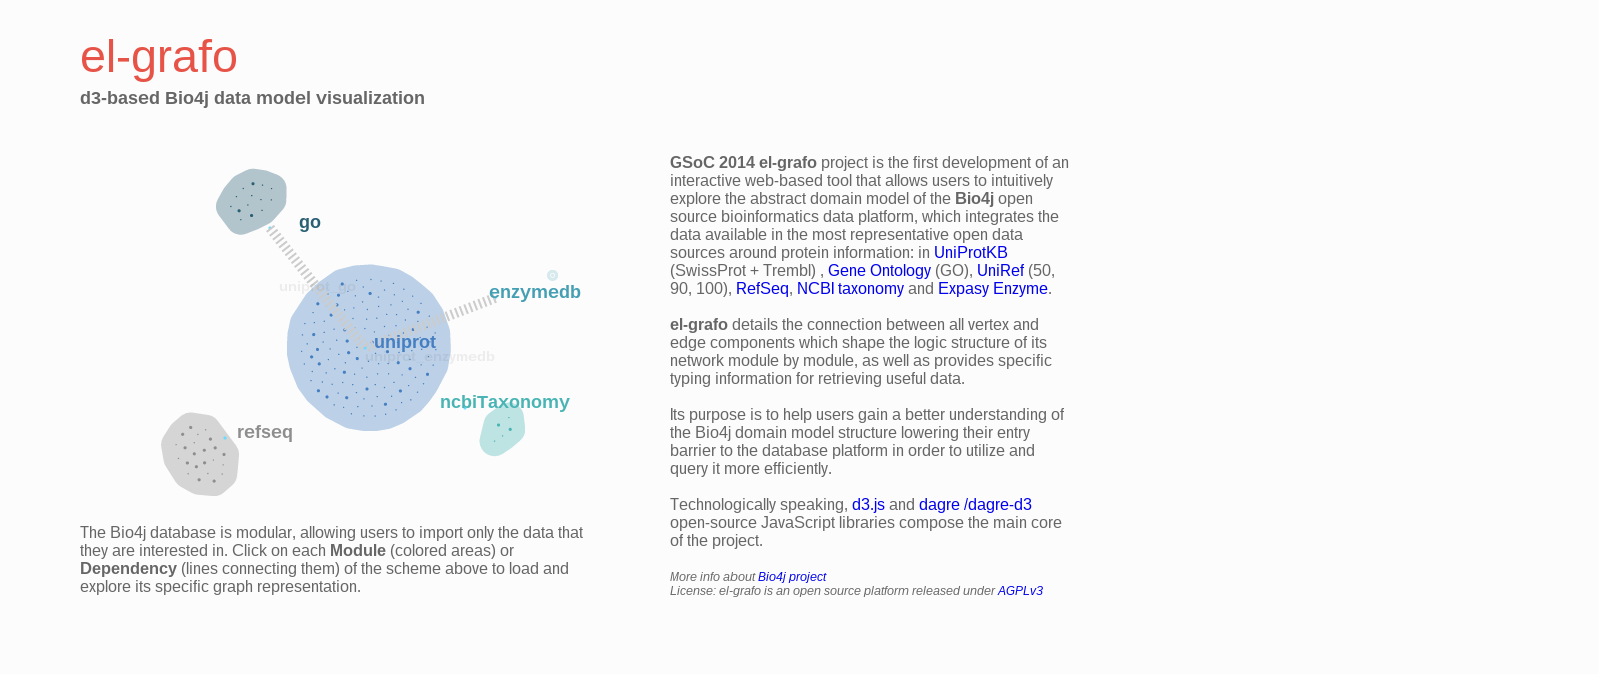 el-grafo
d3-based Bio4j data model visualization
go
uniprot_go
enzymedb
uniprot
uniprot_enzymedb
ncbiTaxonomy
refseq
The Bio4j database is modular, allowing users to import only the data that
they are interested in. Click on each Module (colored areas) or
Dependency (lines connecting them) of the scheme above to load and
explore its specific graph representation.
GSoC 2014 el-grafo project is the first development of an
interactive web-based tool that allows users to intuitively
explore the abstract domain model of the Bio4j open
source bioinformatics data platform, which integrates the
data available in the most representative open data
sources around protein information: in UniProtKB
(SwissProt + Trembl) , Gene Ontology (GO), UniRef (50,
90, 100), RefSeq, NCBI taxonomy and Expasy Enzyme.
el-grafo details the connection between all vertex and
edge components which shape the logic structure of its
network module by module, as well as provides specific
typing information for retrieving useful data.
Its purpose is to help users gain a better understanding of
the Bio4j domain model structure lowering their entry
barrier to the database platform in order to utilize and
query it more efficiently.
Technologically speaking, d3.js and dagre /dagre-d3
open-source JavaScript libraries compose the main core
of the project.
More info about Bio4j project
License: el-grafo is an open source platform released under AGPLv3